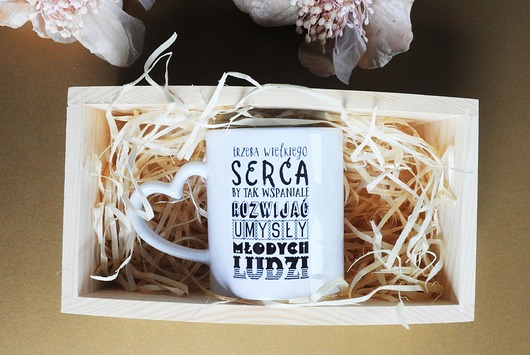 trzeba wielkiego
SERCA
BY TAK WSPANIALE
ROZWIJAĆ
UMYSŁY
MŁODYCH
LUDZI